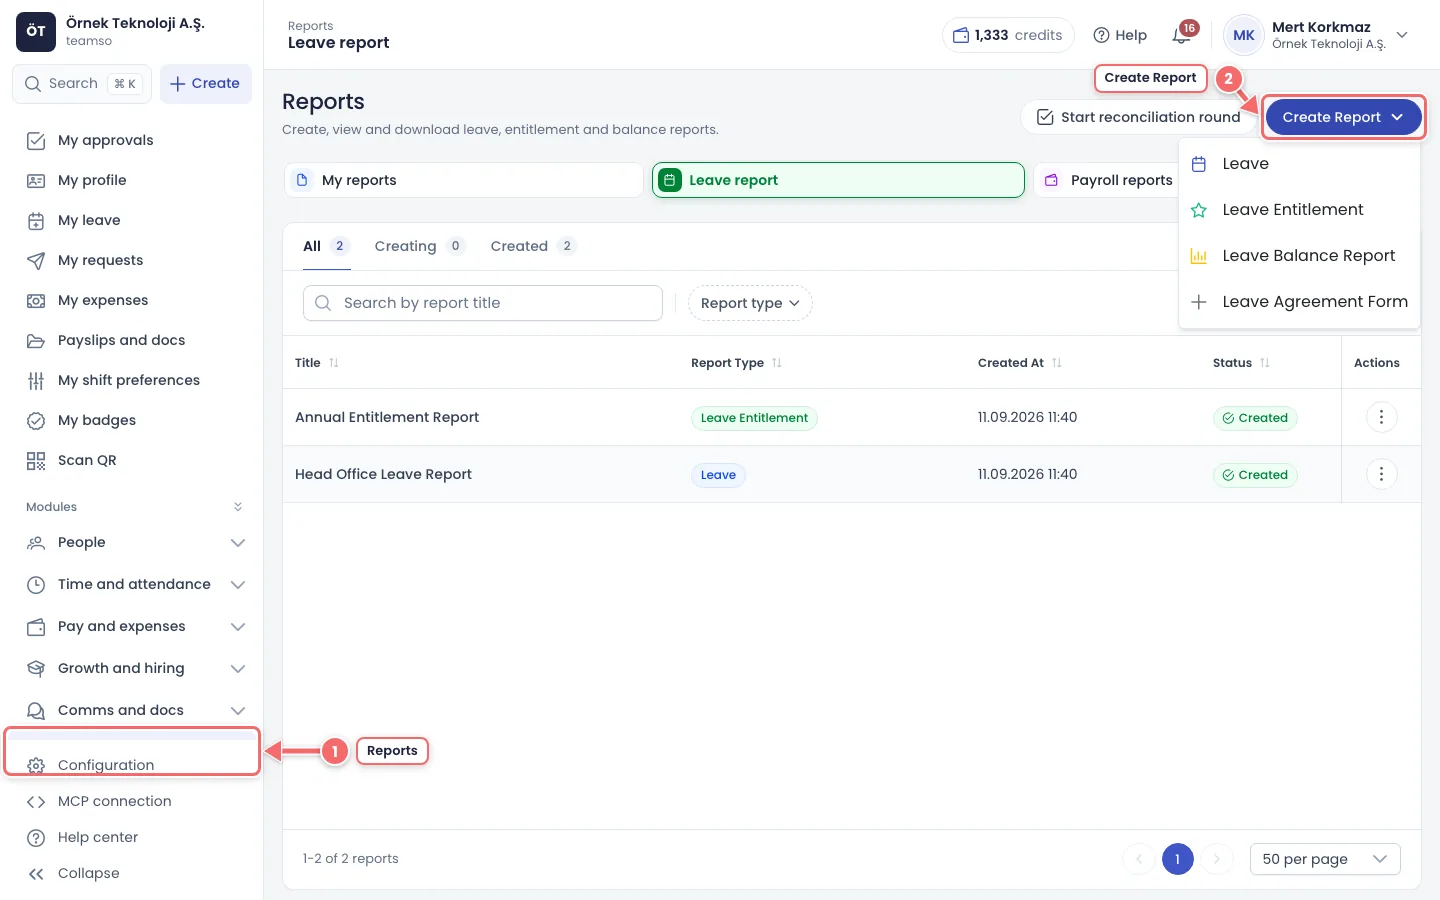 ÖT
Örnek Teknoloji A.Ş.
teamso
Search
⌘ K
Create
My approvals
My profile
My leave
My requests
My expenses
Payslips and docs
My shift preferences
My badges
Scan QR
Modules
People
Time and attendance
Pay and expenses
Growth and hiring
Comms and docs
Configuration
MCP connection
Help center
Collapse
Reports
Leave report
1,333 credits
Help
16
MK
Mert Korkmaz
Örnek Teknoloji A.Ş.
Create Report
2
Reports
Create, view and download leave, entitlement and balance reports.
Start reconciliation round
Create Report
My reports
Leave report
Payroll reports
Leave
Leave Entitlement
Leave Balance Report
Leave Agreement Form
All 2
Creating 0
Created 2
Search by report title
Report type
Title
Report Type
Created At
Status
Actions
Annual Entitlement Report
Leave Entitlement
11.09.2026 11:40
Created
Head Office Leave Report
Leave
11.09.2026 11:40
Created
1
Reports
1-2 of 2 reports
1
50 per page